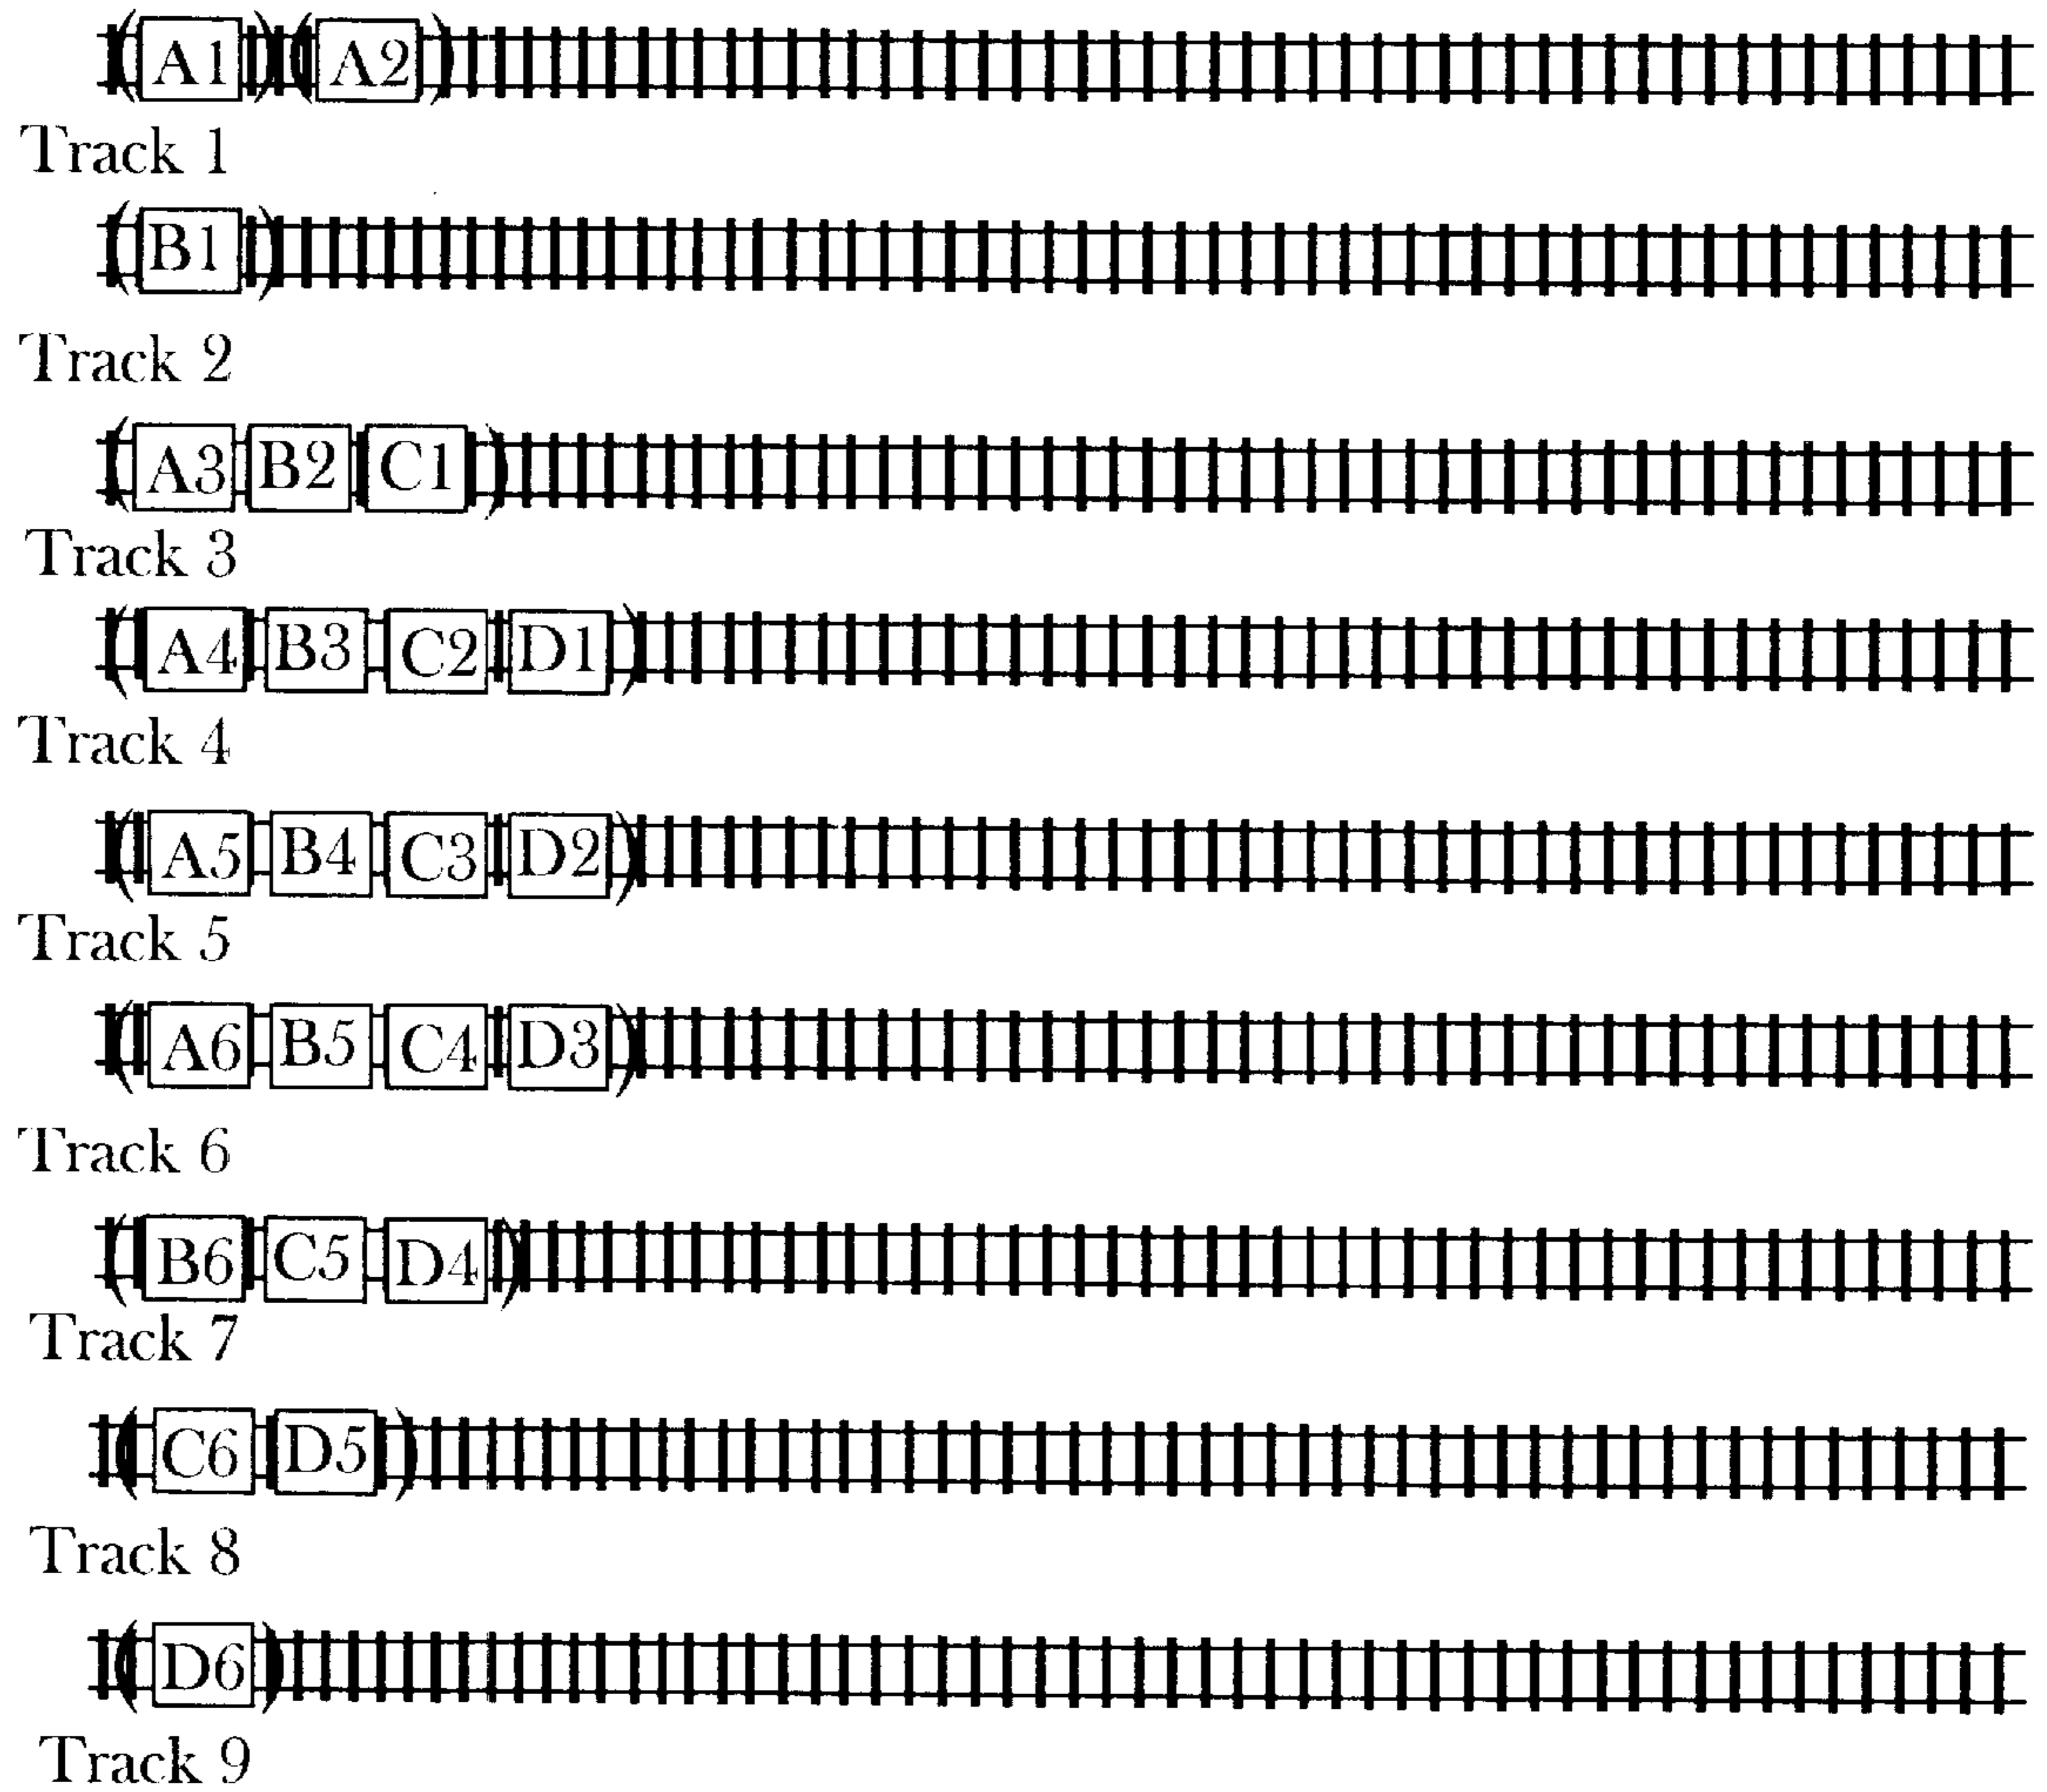 ( A1 ) ( A2 )
Track 1
( B1 )
Track 2
( A3 B2 C1 )
Track 3
( A4 B3 C2 D1 )
Track 4
( A5 B4 C3 D2 )
Track 5
( A6 B5 C4 D3 )
Track 6
( B6 C5 D4 )
Track 7
( C6 D5 )
Track 8
( D6 )
Track 9